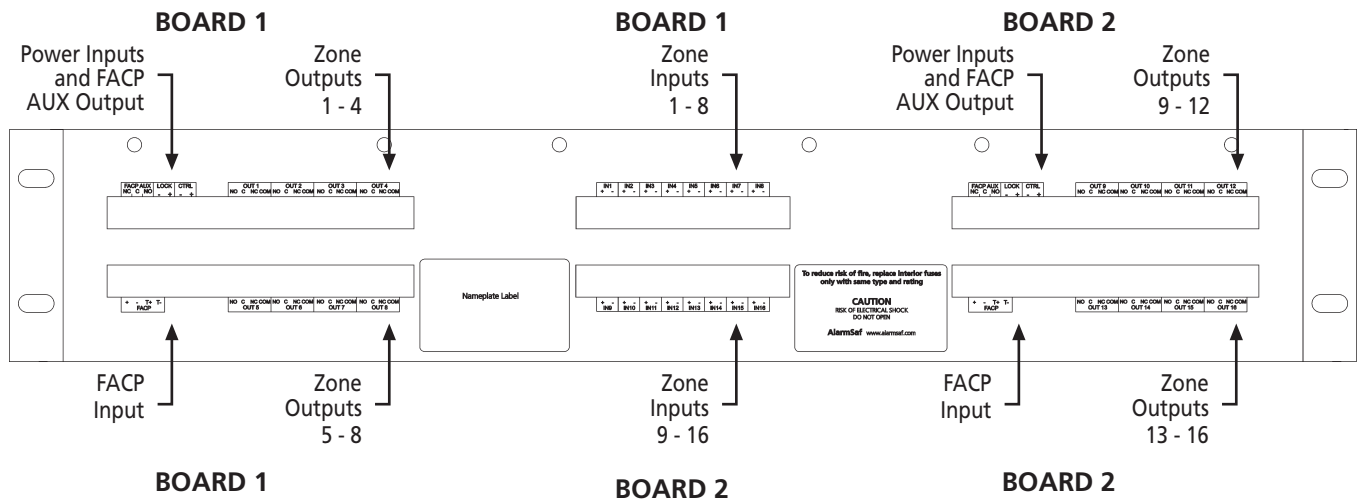 BOARD 1
BOARD 1
BOARD 2
Power Inputs
and FACP
AUX Output
Zone
Outputs
1 - 4
Zone
Inputs
1 - 8
Power Inputs
and FACP
AUX Output
Zone
Outputs
9 - 12
FACP AUX LOCK CTRL
NC C NO - + - +
OUT 1 OUT 2 OUT 3 OUT 4
NO C NC COM NO C NC COM NO C NC COM NO C NC COM
IN1 IN2 IN3 IN4 IN5 IN6 IN7 IN8
+ - + - + - + - + - + - + - + -
FACP AUX LOCK CTRL
NC C NO - + - +
OUT 9 OUT 10 OUT 11 OUT 12
NO C NC COM NO C NC COM NO C NC COM NO C NC COM
+ - T+ T-
FACP
NO C NC COM NO C NC COM NO C NC COM NO C NC COM
OUT 5 OUT 6 OUT 7 OUT 8
Nameplate Label
+ - + - + - + - + - + - + - + -
IN9 IN10 IN11 IN12 IN13 IN14 IN15 IN16
To reduce risk of fire, replace interior fuses
only with same type and rating
CAUTION
RISK OF ELECTRICAL SHOCK
DO NOT OPEN
AlarmSaf www.alarmsaf.com
+ - T+ T-
FACP
NO C NC COM NO C NC COM NO C NC COM NO C NC COM
OUT 13 OUT 14 OUT 15 OUT 16
FACP
Input
Zone
Outputs
5 - 8
Zone
Inputs
9 - 16
FACP
Input
Zone
Outputs
13 - 16
BOARD 1
BOARD 2
BOARD 2